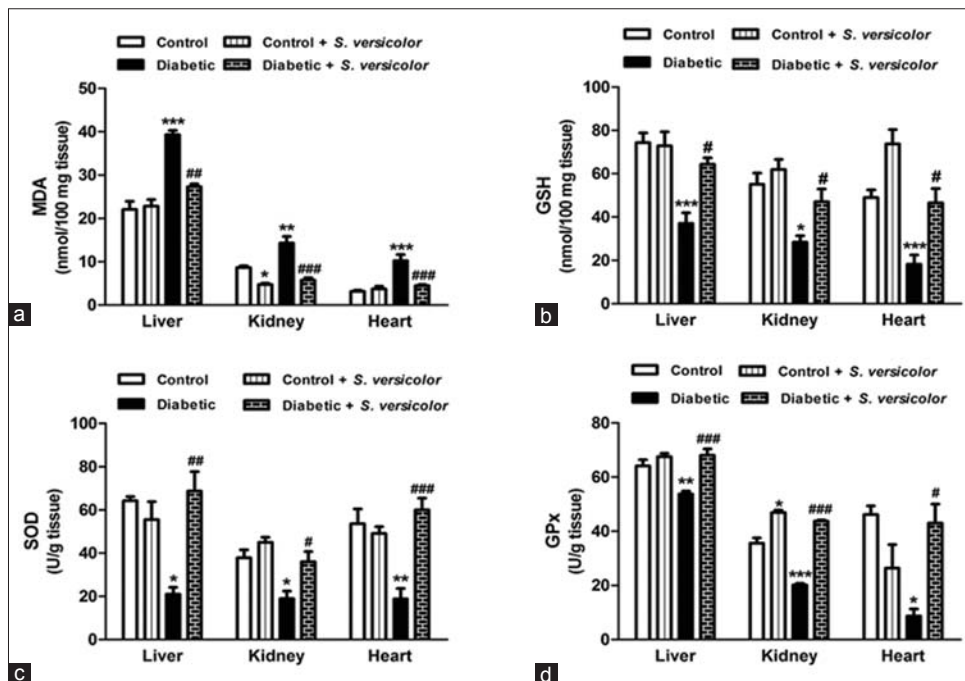 Control Control + S. versicolor
Diabetic Diabetic + S. versicolor
MDA
(nmol/100 mg tissue)
50
40
30
20
10
0
***
##
*
**
###
***
###
Liver Kidney Heart
a
Control Control + S. versicolor
Diabetic Diabetic + S. versicolor
GSH
(nmol/100 mg tissue)
100
80
60
40
20
0
***
#
*
#
***
#
Liver Kidney Heart
b
Control Control + S. versicolor
Diabetic Diabetic + S. versicolor
SOD
(U/g tissue)
100
80
60
40
20
0
*
##
*
#
**
###
Liver Kidney Heart
c
Control Control + S. versicolor
Diabetic Diabetic + S. versicolor
GPx
(U/g tissue)
80
60
40
20
0
**
###
*
***
###
*
#
Liver Kidney Heart
d